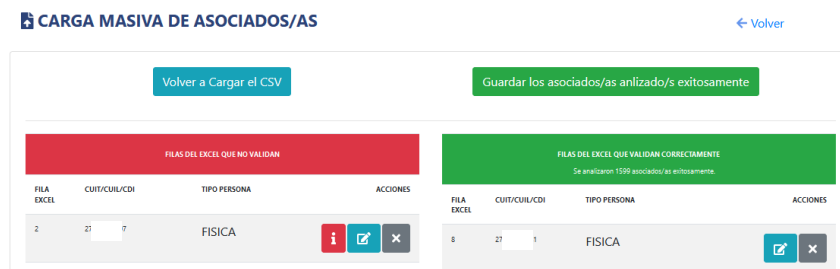 CARGA MASIVA DE ASOCIADOS/AS
← Volver
Volver a Cargar el CSV
Guardar los asociados/as anlizado/s exitosamente
FILAS DEL EXCEL QUE NO VALIDAN
FILA EXCEL CUIT/CUIL/CDI TIPO PERSONA ACCIONES
2 27 07 FISICA
FILAS DEL EXCEL QUE VALIDAN CORRECTAMENTE
Se analizaron 1599 asociados/as exitosamente.
FILA EXCEL CUIT/CUIL/CDI TIPO PERSONA ACCIONES
8 27 1 FISICA